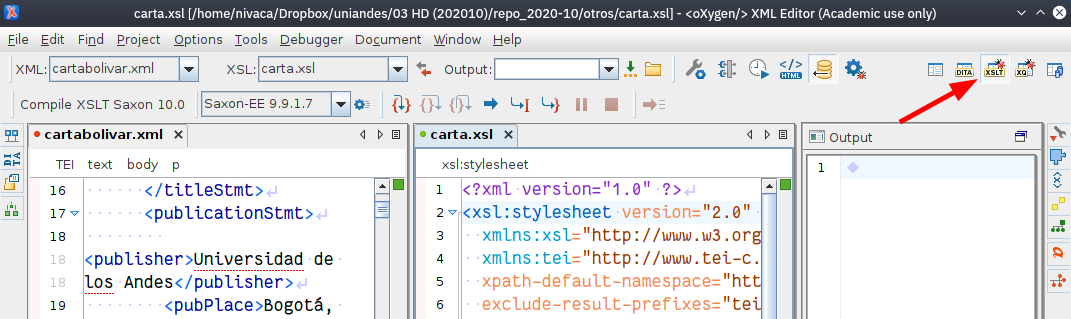 carta.xsl [/home/nivaca/Dropbox/uniandes/03 HD (202010)/repo_2020-10/otros/carta.xsl] - <oXygen/> XML Editor (Academic use only)
File Edit Find Project Options Tools Debugger Document Window Help
XML: cartabolivar.xml XSL: carta.xsl Output: </> HTML DITA XSLT XQ
Compile XSLT Saxon 10.0 Saxon-EE 9.9.1.7
cartabolivar.xml carta.xsl Output
TEI text body p xsl:stylesheet
16 </titleStmt>
17 <publicationStmt>
18
18 <publisher>Universidad de
18 los Andes</publisher>
19 <pubPlace>Bogotá,
1 <?xml version="1.0" ?>
2 <xsl:stylesheet version="2.0"
3 xmlns:xsl="http://www.w3.org
4 xmlns:tei="http://www.tei-c.
5 xpath-default-namespace="htt
6 exclude-result-prefixes="tei
1
DITA